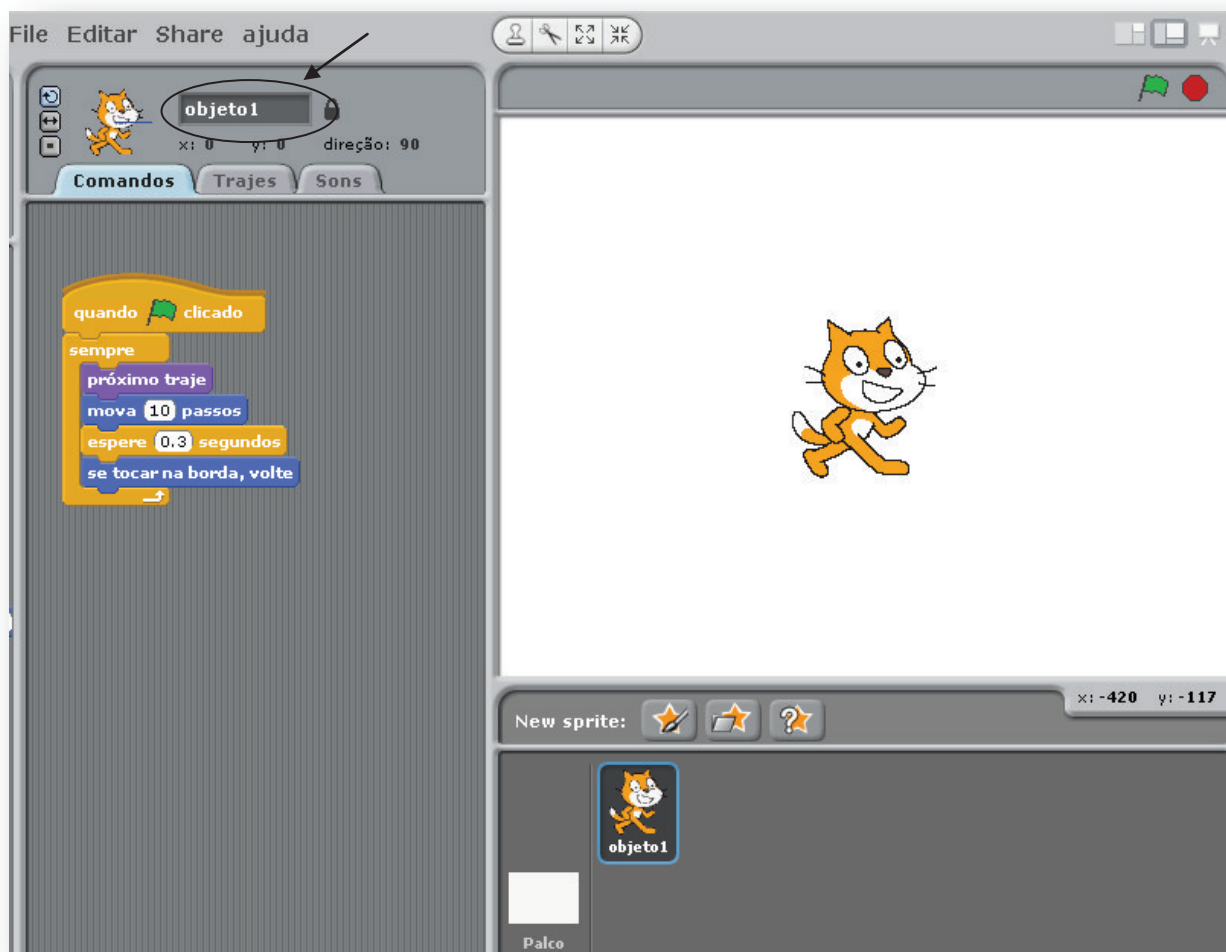 File Editar Share ajuda
objeto1
x: 0 y: 0 direção: 90
Comandos Trajes Sons
quando clicado
sempre
próximo traje
mova 10 passos
espere 0.3 segundos
se tocar na borda, volte
x: -420 y: -117
New sprite:
objeto1
Palco